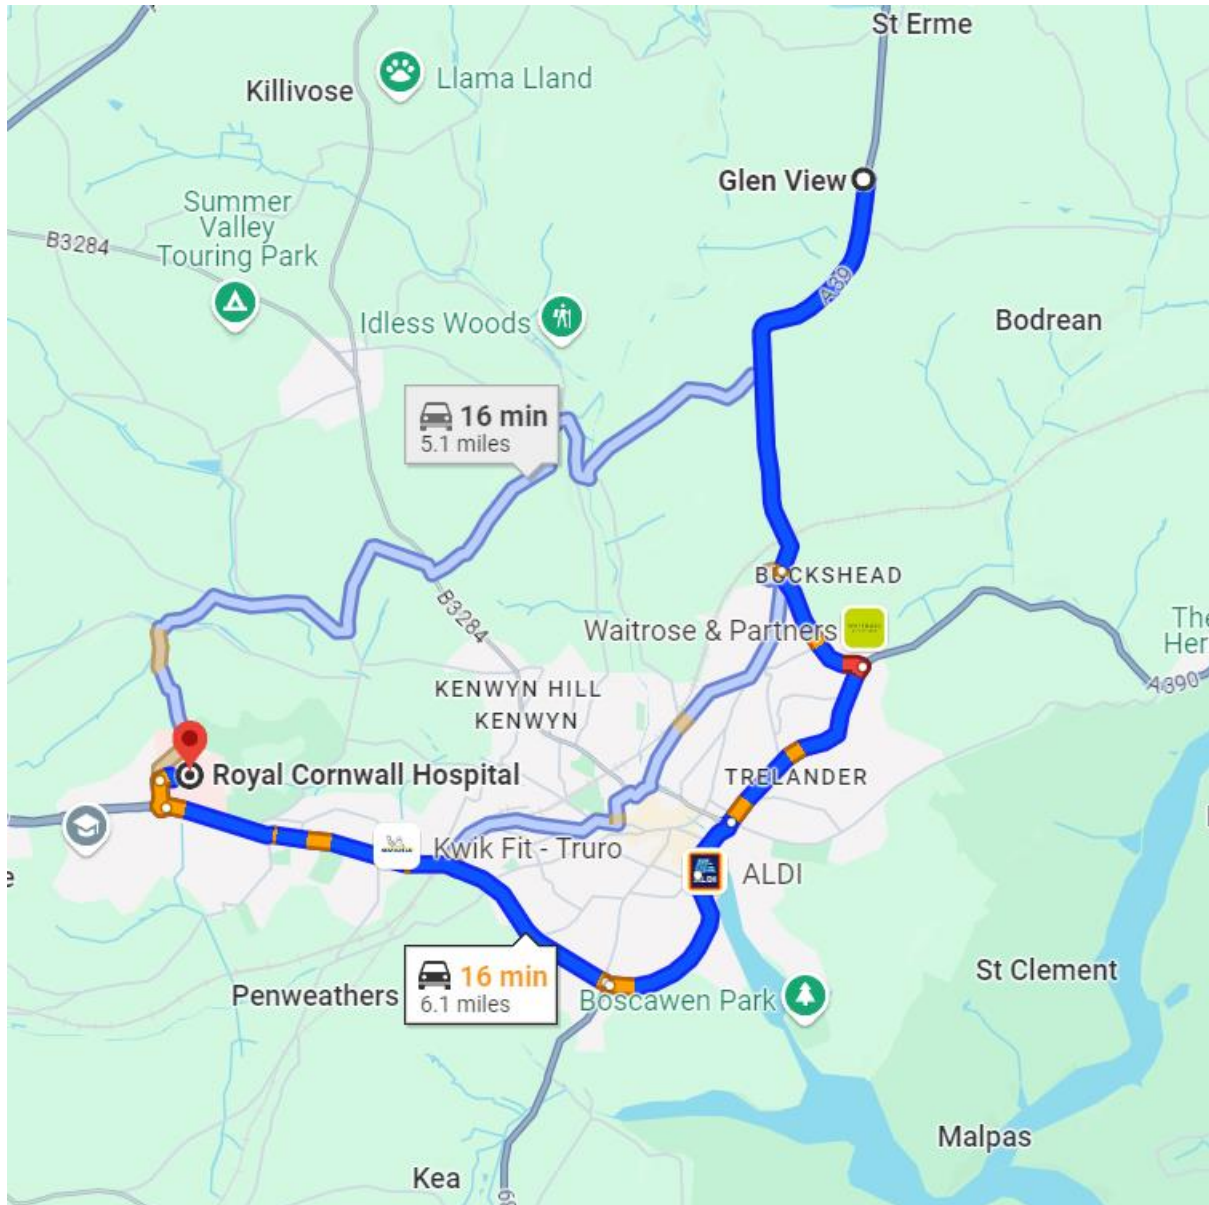 St Erme
Llama Lland
Killivose
Glen View
Summer
Valley
Touring Park
B3284
A39
Idless Woods
Bodrean
16 min
5.1 miles
BUCKSHEAD
B3284
Waitrose & Partners
The
Her
A390
KENWYN HILL
KENWYN
Royal Cornwall Hospital
TRELANDER
Kwik Fit - Truro
ALDI
e
16 min
6.1 miles
Penweathers
Boscawen Park
St Clement
Malpas
Kea